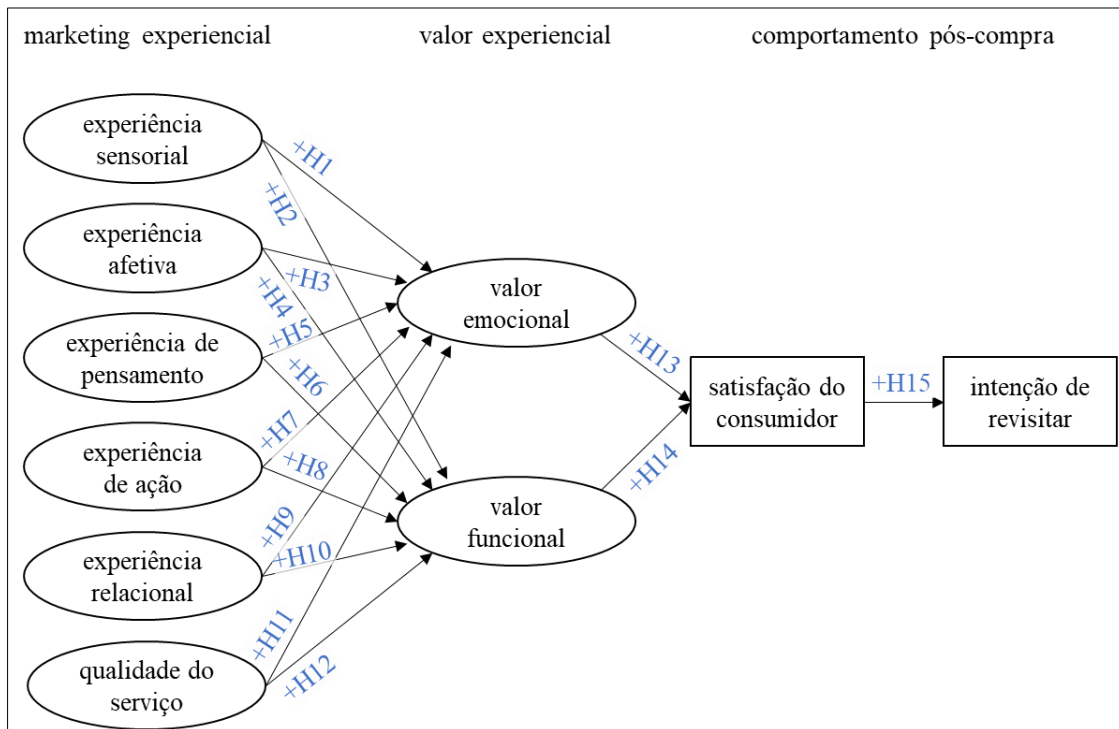 marketing experiencial
valor experiencial
comportamento pós-compra
experiência
sensorial
experiência
afetiva
experiência de
pensamento
experiência
de ação
experiência
relacional
qualidade do
serviço
+H1
+H2
+H3
+H4
+H5
+H6
+H7
+H8
+H9
+H10
+H11
+H12
valor
emocional
valor
funcional
+H13
+H14
satisfação do
consumidor
+H15
intenção de
revisitar